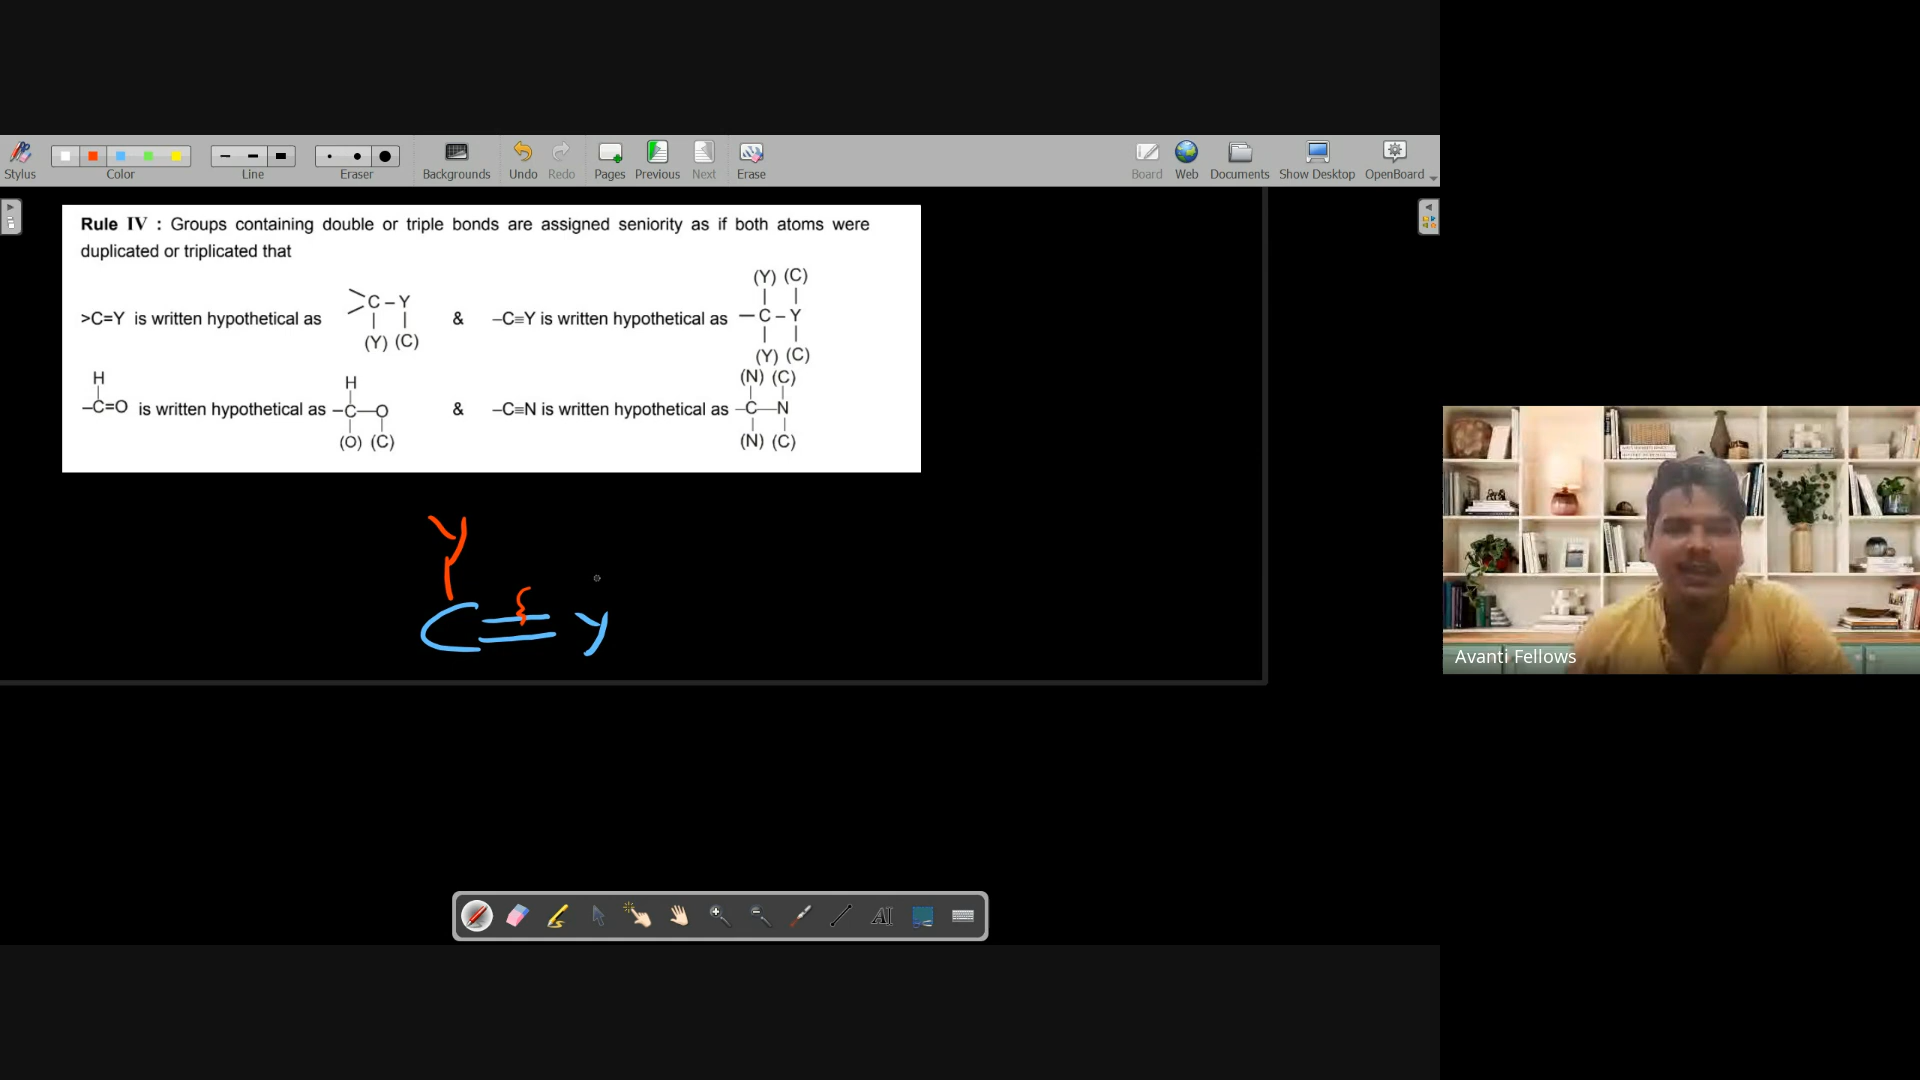 Stylus Color Line Eraser Backgrounds Undo Redo Pages Previous Next Erase Board Web Documents Show Desktop OpenBoard
Rule IV : Groups containing double or triple bonds are assigned seniority as if both atoms were
duplicated or triplicated that
(Y) (C)
>C=Y is written hypothetical as >C–Y & –C≡Y is written hypothetical as –C–Y
(Y) (C) (Y) (C)
H H (N) (C)
–C=O is written hypothetical as –C—O & –C≡N is written hypothetical as –C—N
(O) (C) (N) (C)
Y
C=Y
Avanti Fellows
AI